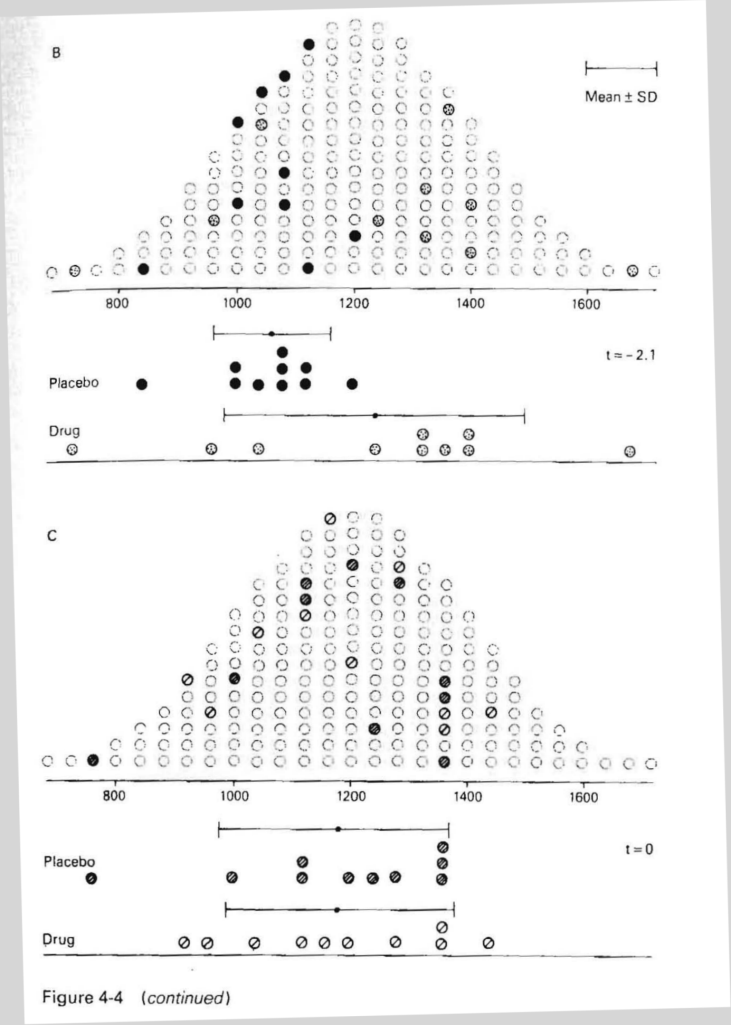 B
Mean ± SD
800 1000 1200 1400 1600
t = – 2.1
Placebo
Drug
C
800 1000 1200 1400 1600
Placebo
t = 0
Drug
Figure 4-4 (continued)